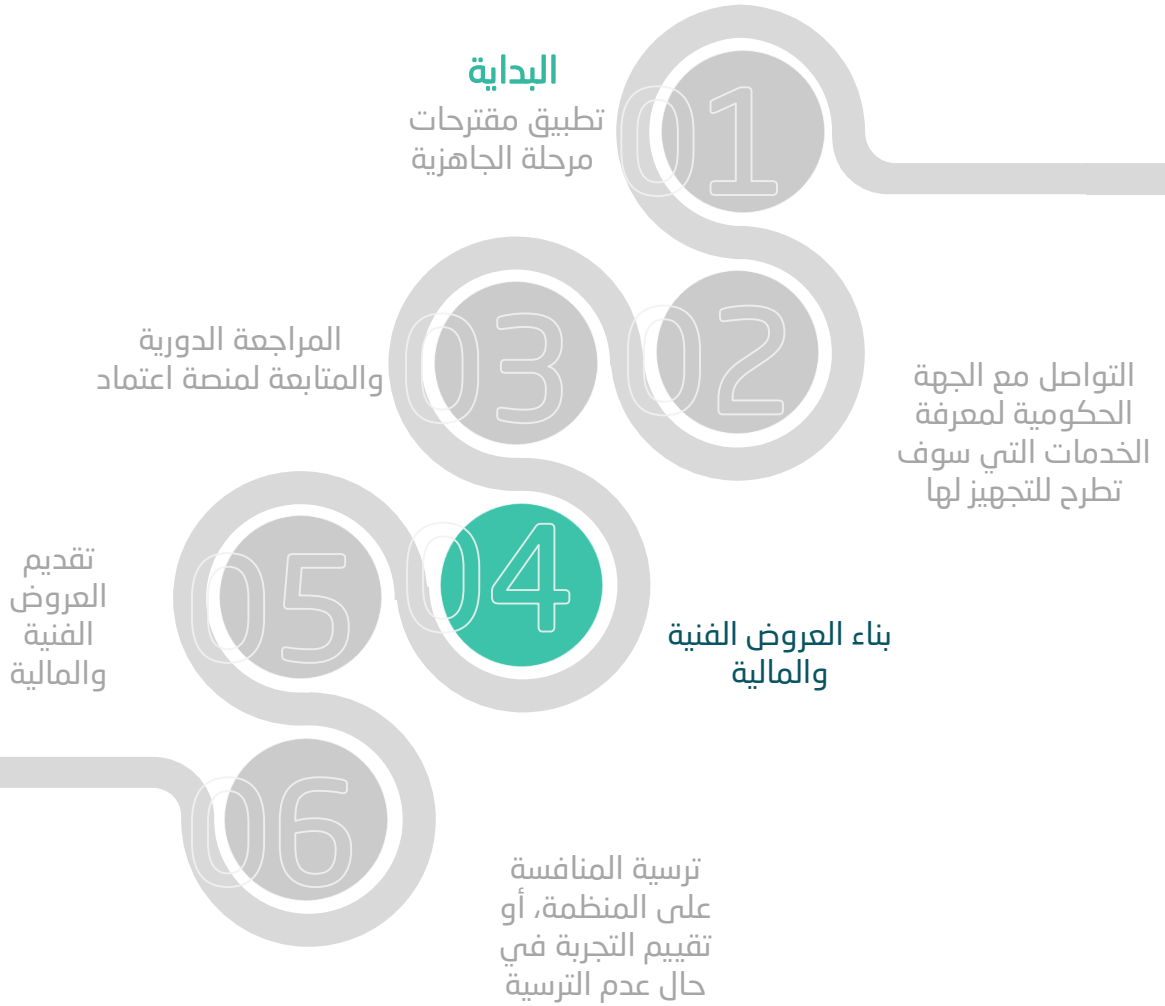 البداية
تطبيق مقترحات
مرحلة الجاهزية
01
02
التواصل مع الجهة
الحكومية لمعرفة
الخدمات التي سوف
تطرح للتجهيز لها
03
المراجعة الدورية
والمتابعة لمنصة اعتماد
04
بناء العروض الفنية
والمالية
05
تقديم
العروض
الفنية
والمالية
06
ترسية المنافسة
على المنظمة، أو
تقييم التجربة في
حال عدم الترسية